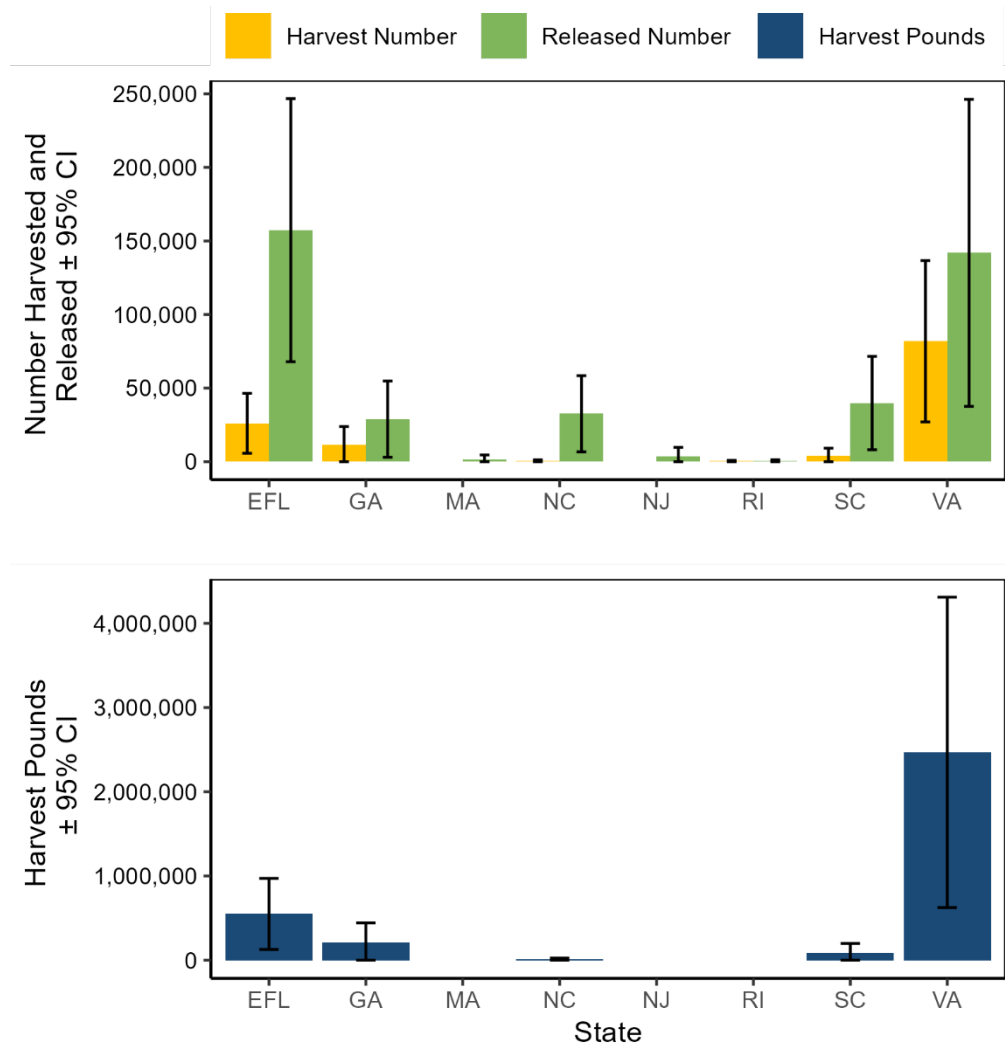 Harvest Number Released Number Harvest Pounds
Number Harvested and
Released ± 95% CI
250,000
200,000
150,000
100,000
50,000
0
EFL GA MA NC NJ RI SC VA
Harvest Pounds
± 95% CI
4,000,000
3,000,000
2,000,000
1,000,000
0
EFL GA MA NC NJ RI SC VA
State